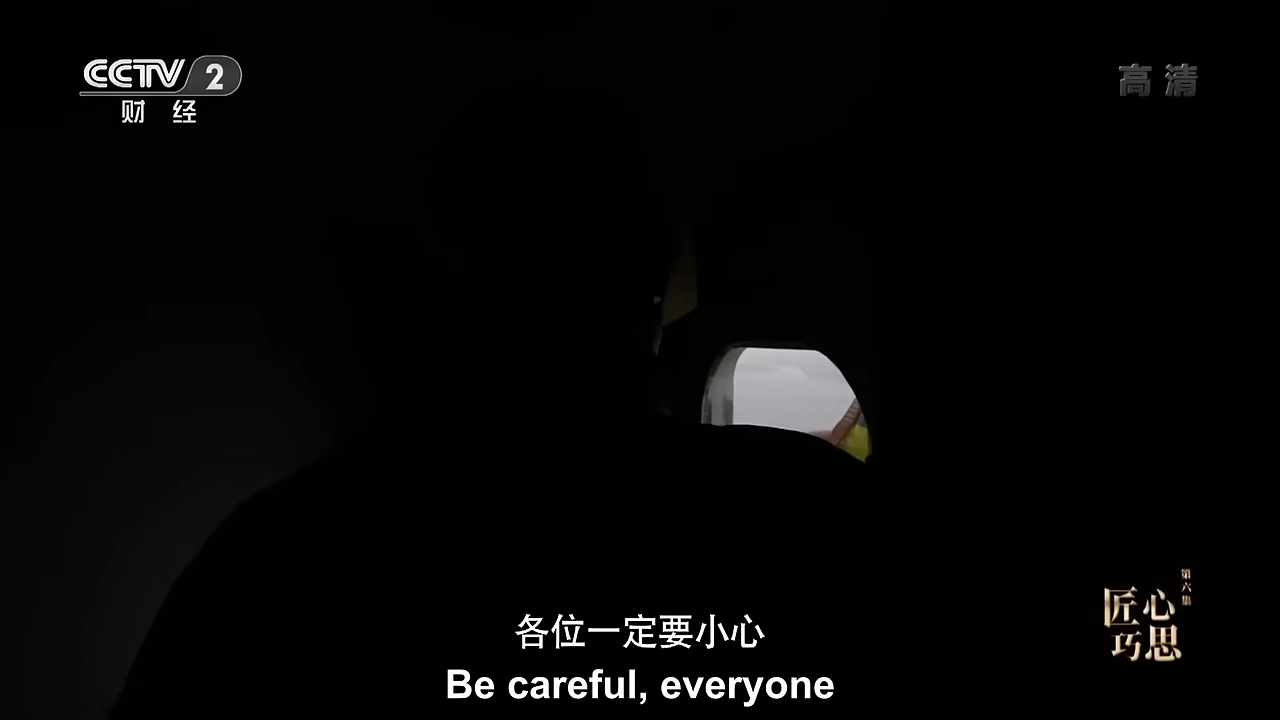 CCTV 2
财 经
高 清
第六集
匠心
巧思
各位一定要小心
Be careful, everyone